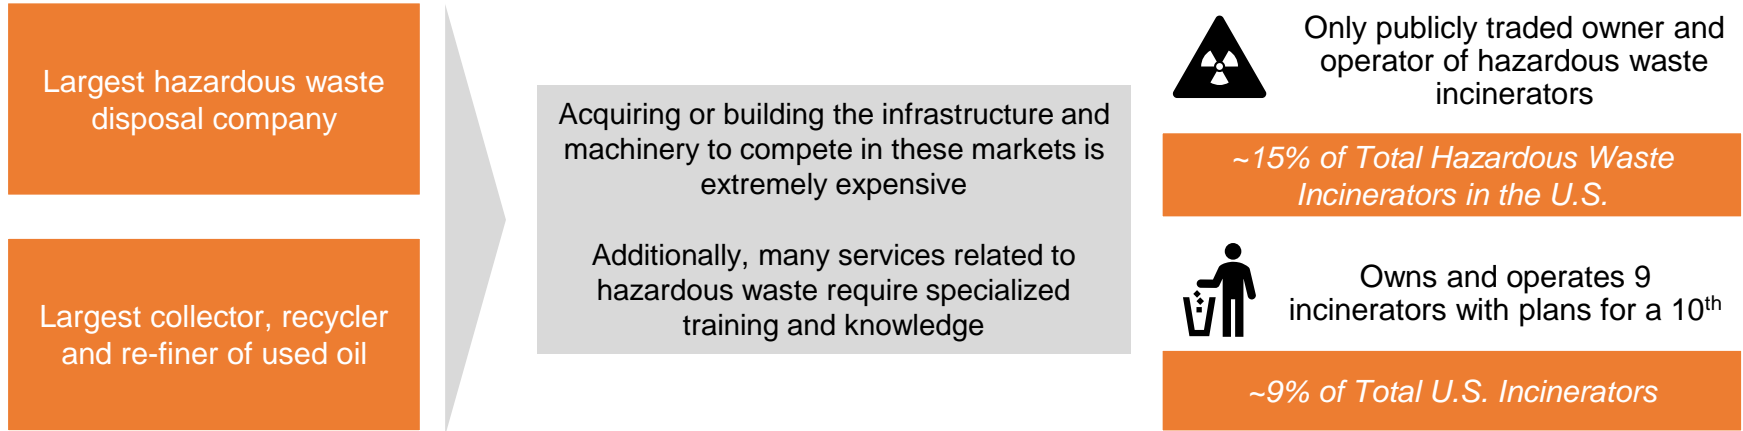 Largest hazardous waste
disposal company
Largest collector, recycler
and re-finer of used oil
Acquiring or building the infrastructure and
machinery to compete in these markets is
extremely expensive
Additionally, many services related to
hazardous waste require specialized
training and knowledge
Only publicly traded owner and
operator of hazardous waste
incinerators
~15% of Total Hazardous Waste
Incinerators in the U.S.
Owns and operates 9
incinerators with plans for a 10th
~9% of Total U.S. Incinerators